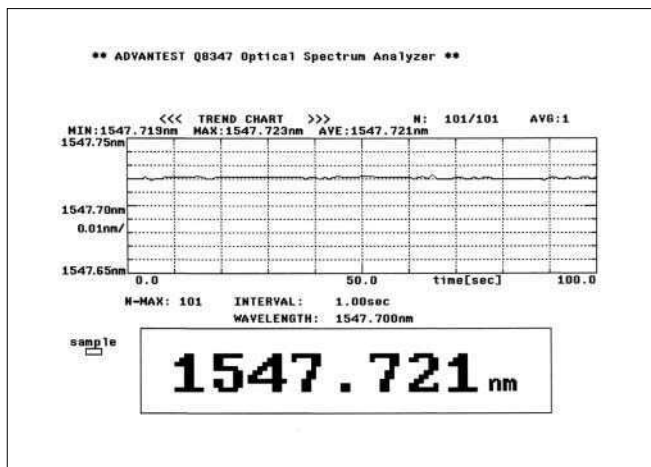 ** ADVANTEST Q8347 Optical Spectrum Analyzer **
<<< TREND CHART >>> N: 101/101 AVG:1
MIN:1547.719nm MAX:1547.723nm AVE:1547.721nm
1547.75nm
1547.70nm
0.01nm/
1547.65nm
0.0 50.0 time[sec] 100.0
N-MAX: 101 INTERVAL: 1.00sec
WAVELENGTH: 1547.700nm
sample
1547.721 nm